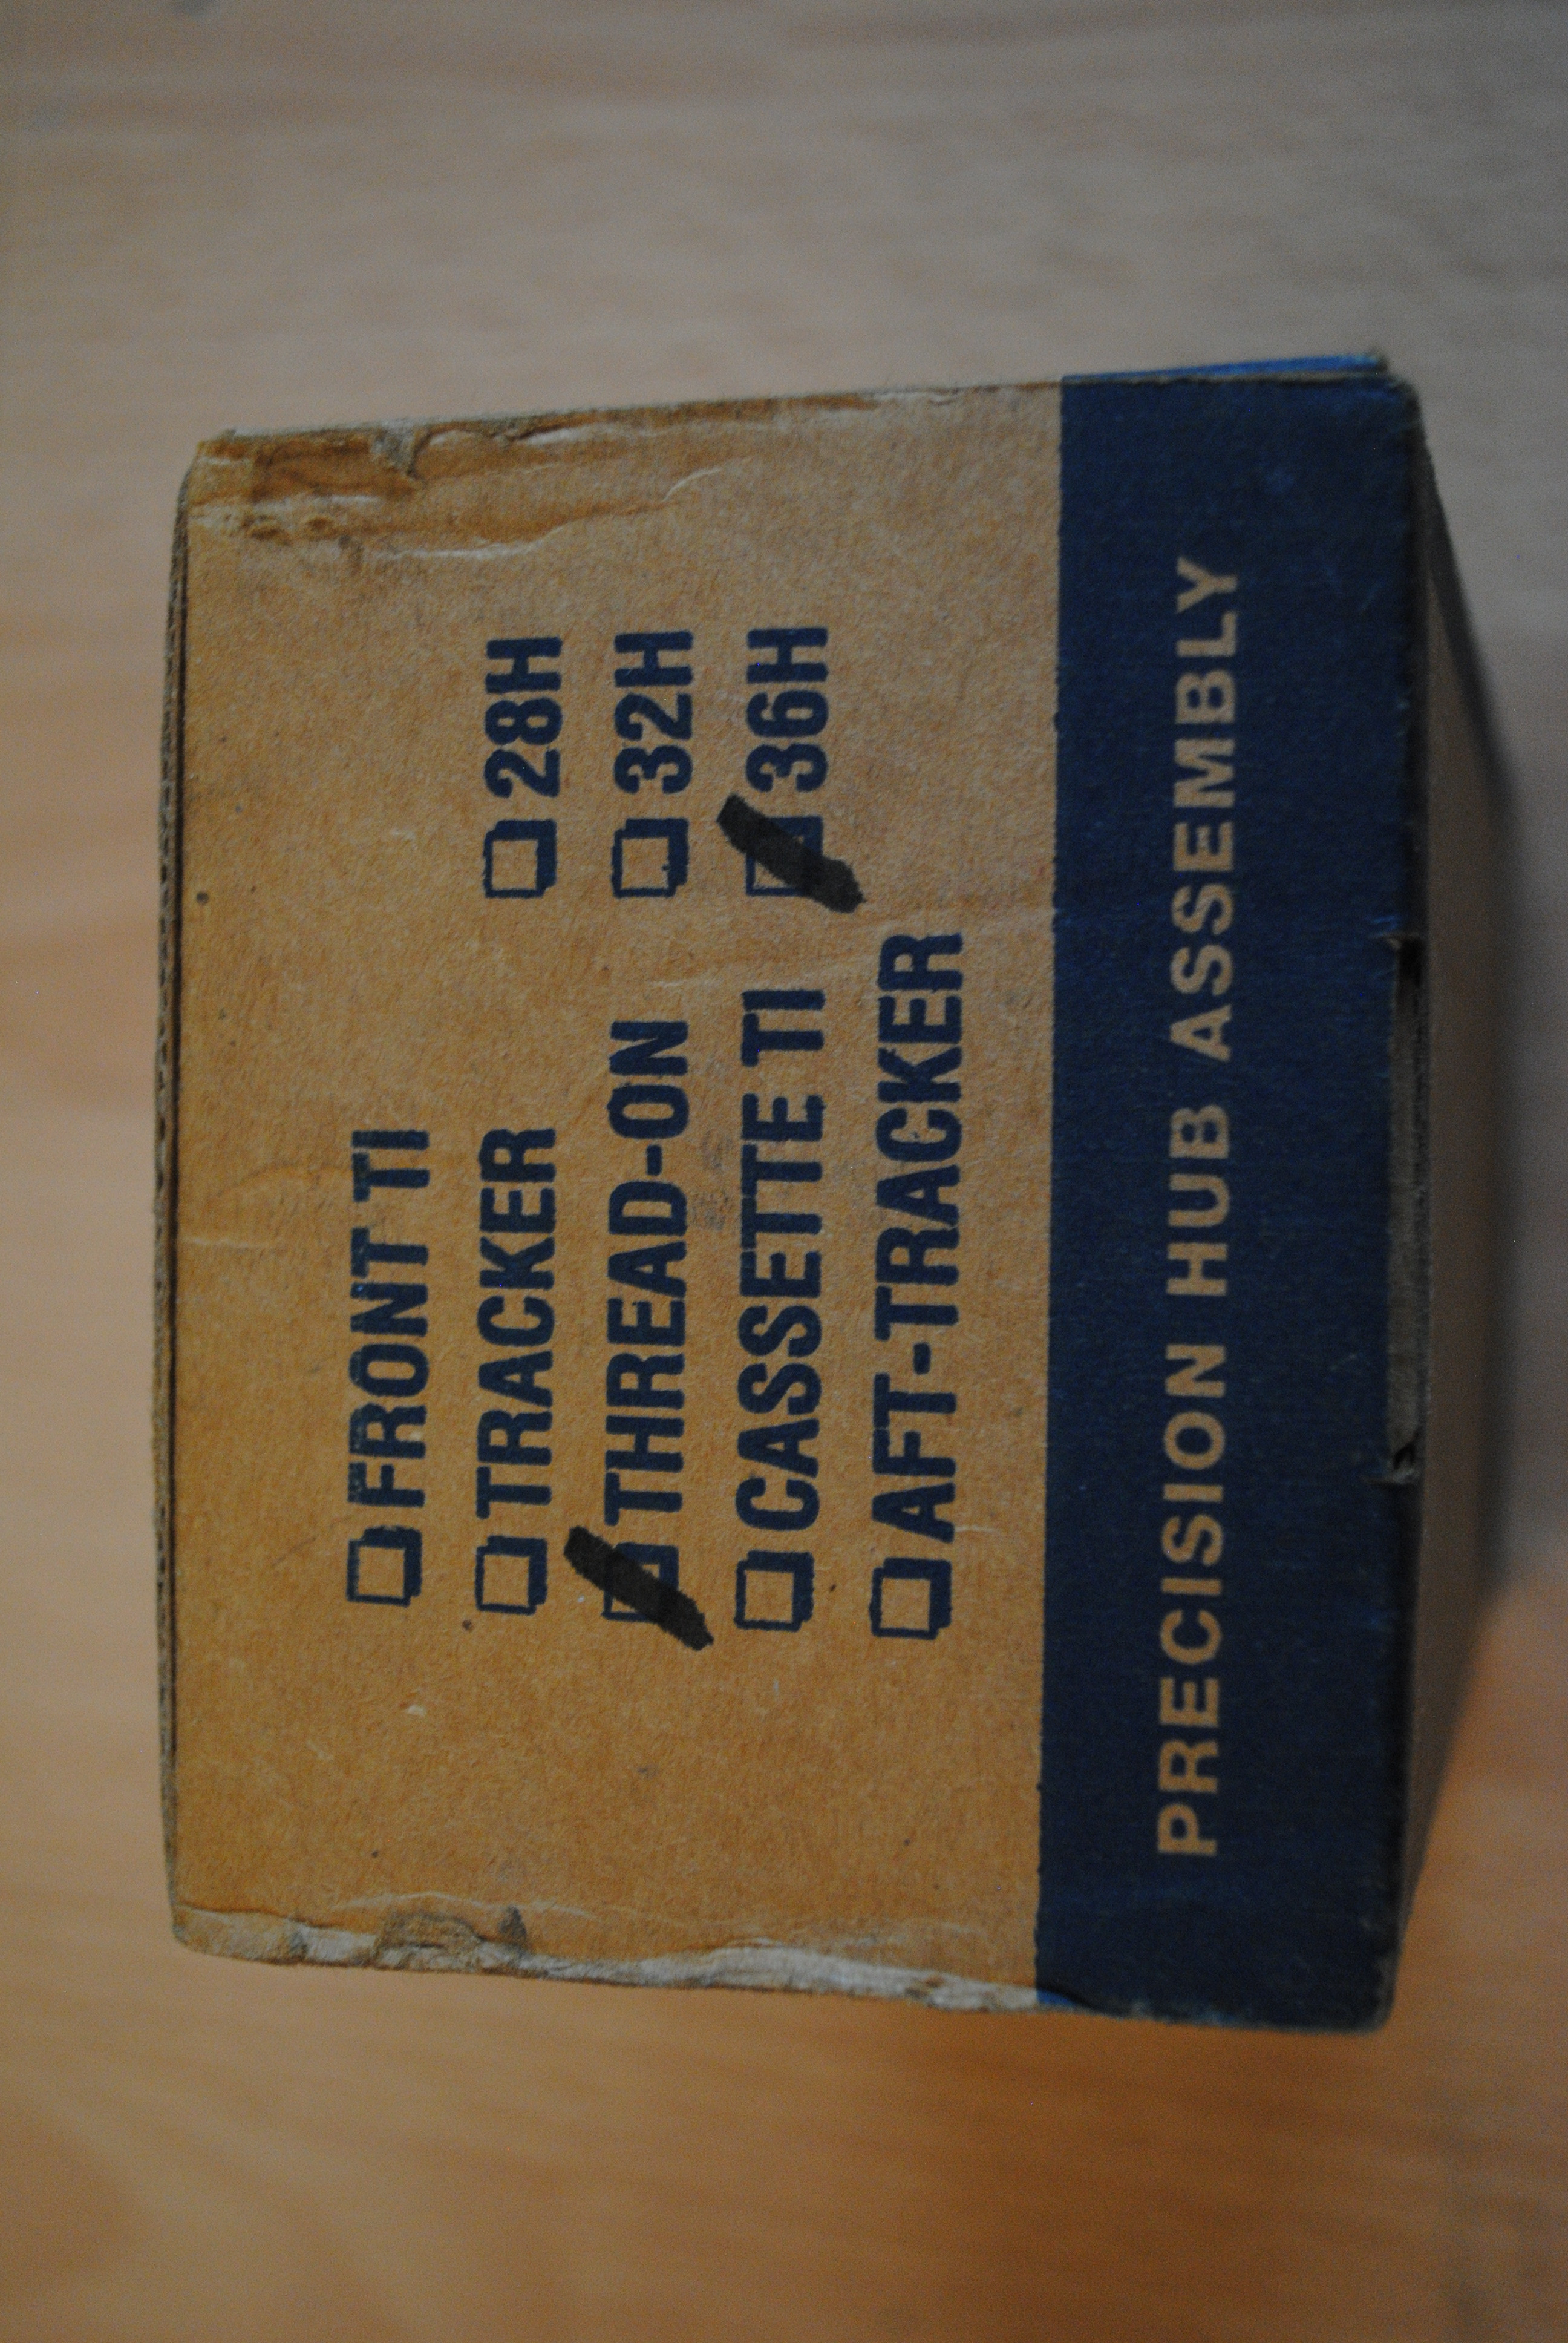 FRONT TI
TRACKER 28H
THREAD-ON 32H
CASSETTE TI 36H
AFT-TRACKER
PRECISION HUB ASSEMBLY